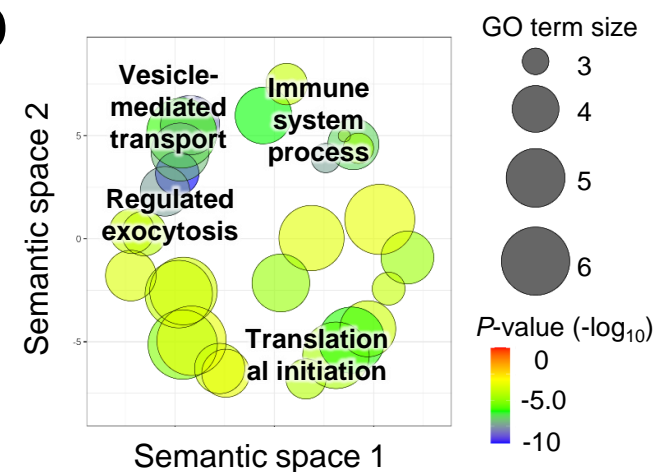 GO term size
3
4
5
6
P-value (-log10)
0
-5.0
-10
Vesicle-
mediated
transport
Immune
system
process
Regulated
exocytosis
Translation
al initiation
5
0
-5
Semantic space 2
Semantic space 1